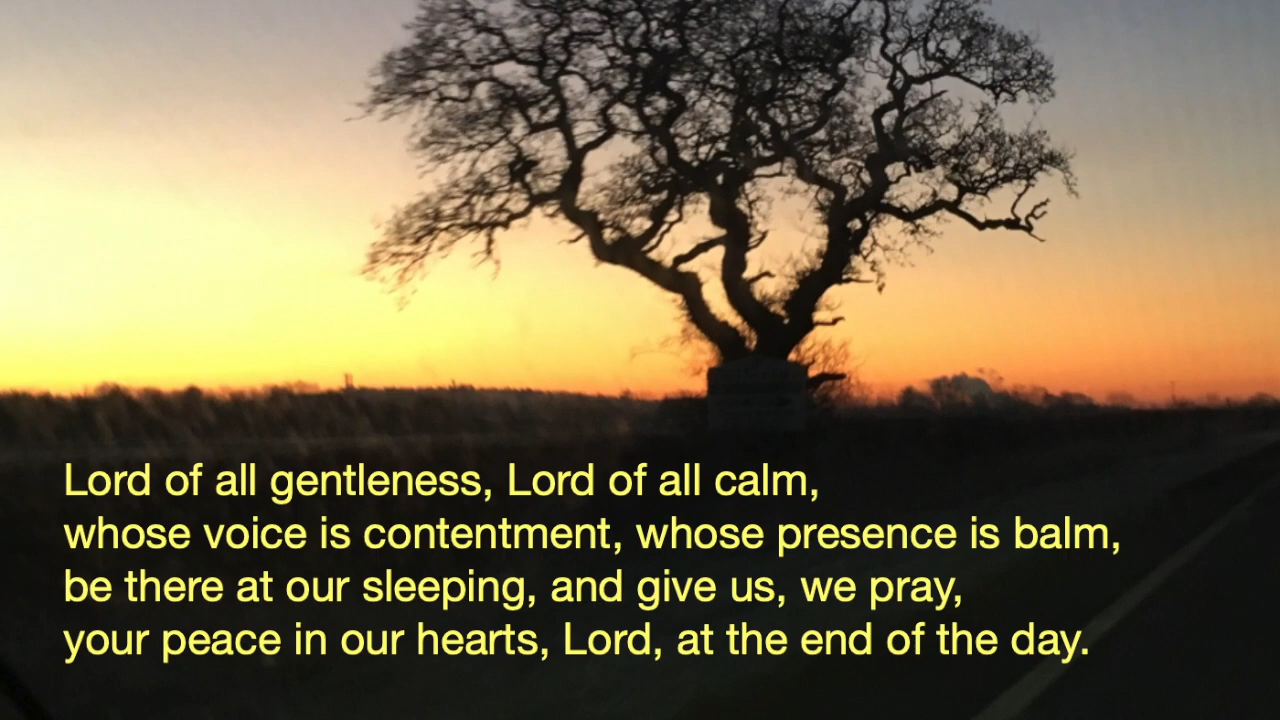 Lord of all gentleness, Lord of all calm,
whose voice is contentment, whose presence is balm,
be there at our sleeping, and give us, we pray,
your peace in our hearts, Lord, at the end of the day.